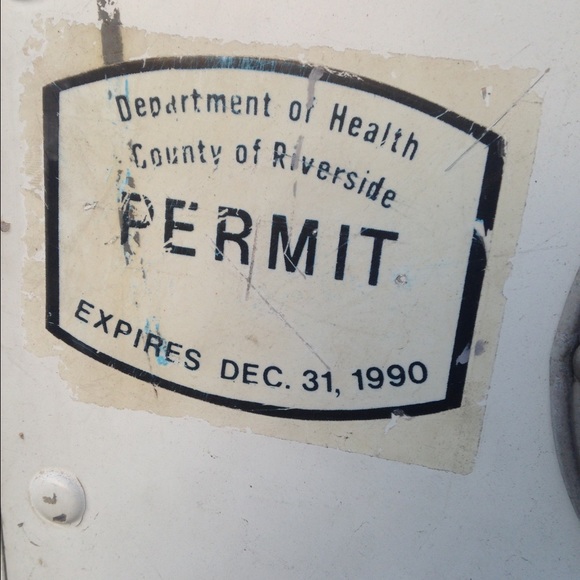 Department of Health
County of Riverside
PERMIT
EXPIRES DEC. 31, 1990